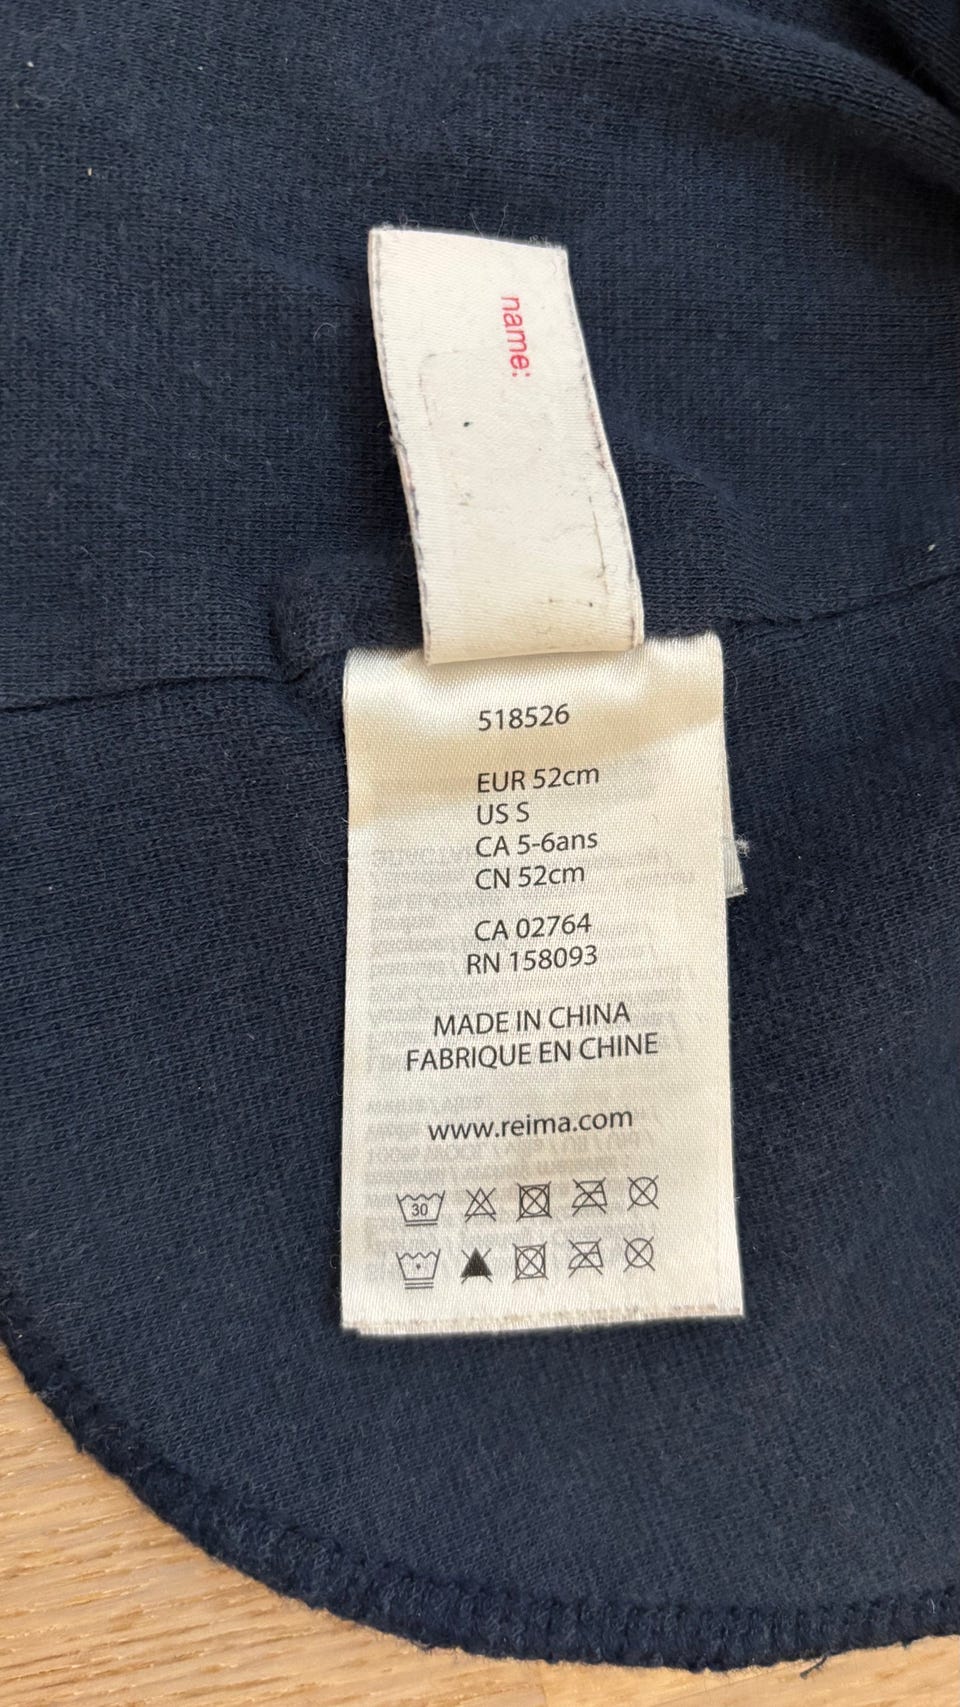 name:
518526
EUR 52cm
US S
CA 5-6ans
CN 52cm
CA 02764
RN 158093
MADE IN CHINA
FABRIQUE EN CHINE
www.reima.com
30